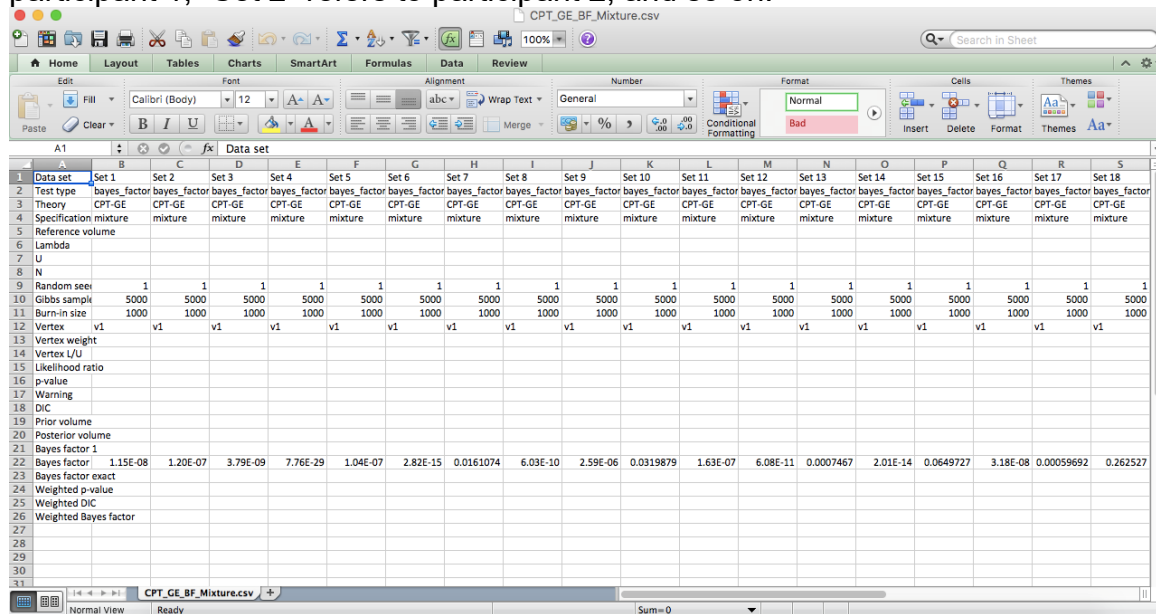 CPT_GE_BF_Mixture.csv
100%
Search in Sheet
Home Layout Tables Charts SmartArt Formulas Data Review
Edit Font Alignment Number Format Cells Themes
Fill Calibri (Body) 12 A A abc Wrap Text General Normal
Paste Clear B I U A Merge % Conditional Formatting Bad Insert Delete Format Themes Aa
A1 fx Data set
A B C D E F G H I J K L M N O P Q R S
1 Data set Set 1 Set 2 Set 3 Set 4 Set 5 Set 6 Set 7 Set 8 Set 9 Set 10 Set 11 Set 12 Set 13 Set 14 Set 15 Set 16 Set 17 Set 18
2 Test type bayes_factor bayes_factor bayes_factor bayes_factor bayes_factor bayes_factor bayes_factor bayes_factor bayes_factor bayes_factor bayes_factor bayes_factor bayes_factor bayes_factor bayes_factor bayes_factor bayes_factor bayes_factor
3 Theory CPT-GE CPT-GE CPT-GE CPT-GE CPT-GE CPT-GE CPT-GE CPT-GE CPT-GE CPT-GE CPT-GE CPT-GE CPT-GE CPT-GE CPT-GE CPT-GE CPT-GE CPT-GE
4 Specification mixture mixture mixture mixture mixture mixture mixture mixture mixture mixture mixture mixture mixture mixture mixture mixture mixture mixture
5 Reference volume
6 Lambda
7 U
8 N
9 Random see 1 1 1 1 1 1 1 1 1 1 1 1 1 1 1 1 1 1
10 Gibbs sample 5000 5000 5000 5000 5000 5000 5000 5000 5000 5000 5000 5000 5000 5000 5000 5000 5000 5000
11 Burn-in size 1000 1000 1000 1000 1000 1000 1000 1000 1000 1000 1000 1000 1000 1000 1000 1000 1000 1000
12 Vertex v1 v1 v1 v1 v1 v1 v1 v1 v1 v1 v1 v1 v1 v1 v1 v1 v1 v1
13 Vertex weight
14 Vertex L/U
15 Likelihood ratio
16 p-value
17 Warning
18 DIC
19 Prior volume
20 Posterior volume
21 Bayes factor 1
22 Bayes factor 1.15E-08 1.20E-07 3.79E-09 7.76E-29 1.04E-07 2.82E-15 0.0161074 6.03E-10 2.59E-06 0.0319879 1.63E-07 6.08E-11 0.0007467 2.01E-14 0.0649727 3.18E-08 0.00059692 0.262527
23 Bayes factor exact
24 Weighted p-value
25 Weighted DIC
26 Weighted Bayes factor
27
28
29
30
31
CPT_GE_BF_Mixture.csv +
Normal View Ready Sum=0